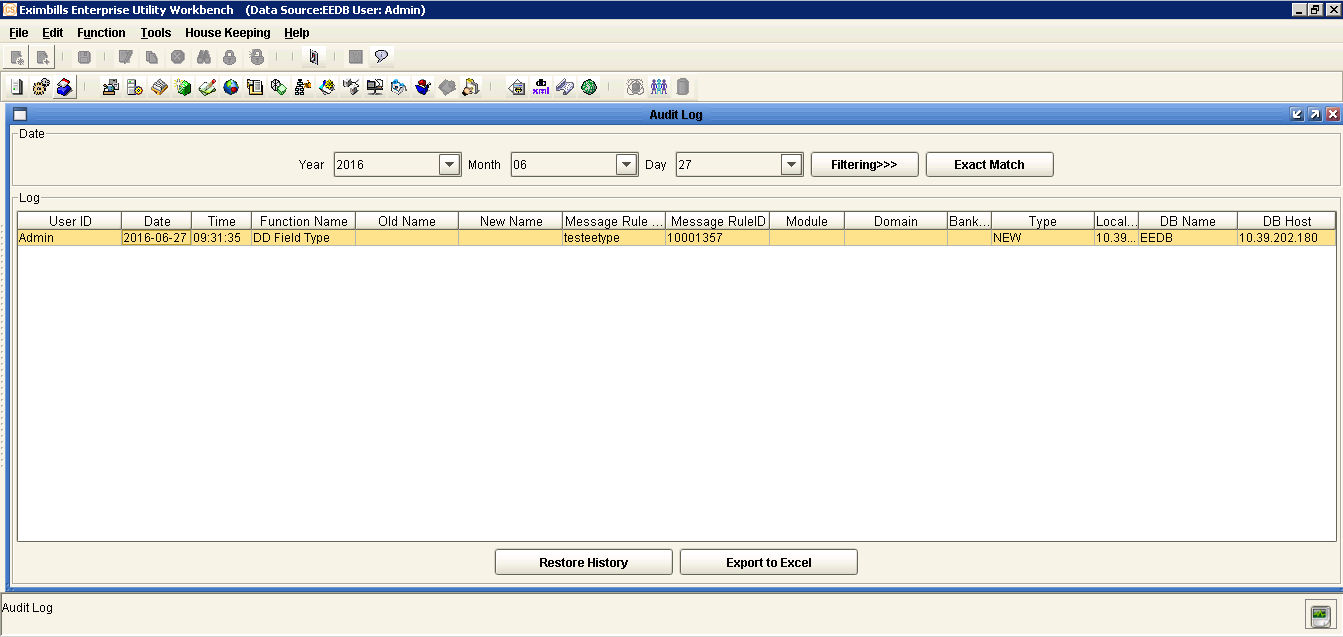 CS Eximbills Enterprise Utility Workbench (Data Source:EEDB User: Admin)
File Edit Function Tools House Keeping Help
db
xml
Audit Log
Date
Year 2016 Month 06 Day 27 Filtering>>> Exact Match
Log
User ID Date Time Function Name Old Name New Name Message Rule ... Message RuleID Module Domain Bank... Type Local... DB Name DB Host
Admin 2016-06-27 09:31:35 DD Field Type testeetype 10001357 NEW 10.39... EEDB 10.39.202.180
Restore History Export to Excel
Audit Log